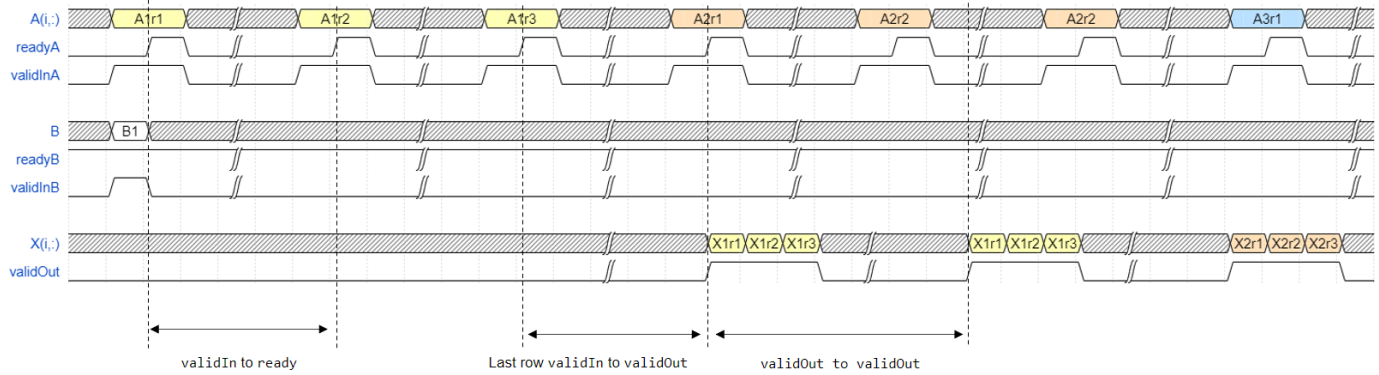 A(i,:) A1r1 A1r2 A1r3 A2r1 A2r2 A2r2 A3r1
readyA
validInA
B B1
readyB
validInB
X(i,:) X1r1 X1r2 X1r3 X1r1 X1r2 X1r3 X2r1 X2r2 X2r3
validOut
validIn to ready Last row validIn to validOut validOut to validOut